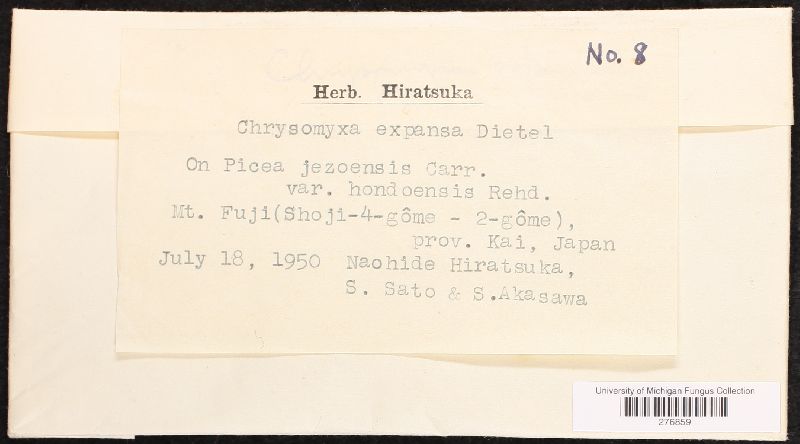 No. 8
Herb. Hiratsuka
Chrysomyxa expansa Dietel
On Picea jezoensis Carr.
var. hondoensis Rehd.
Mt. Fuji(Shoji-4-gôme - 2-gôme),
prov. Kai, Japan
July 18, 1950 Naohide Hiratsuka,
S. Sato & S.Akasawa
University of Michigan Fungus Collection
276859